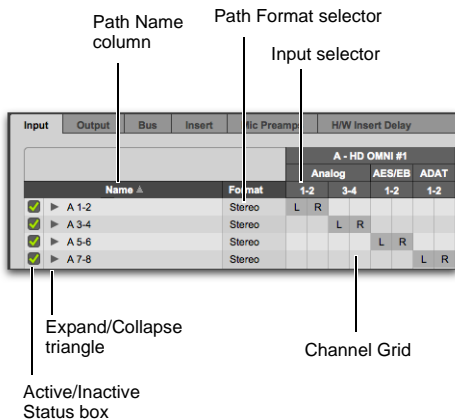 Path Name
column
Path Format selector
Input selector
Input Output Bus Insert Mic Preamps H/W Insert Delay
A - HD OMNI #1
Analog AES/EB ADAT
Name Format 1-2 3-4 1-2 1-2
A 1-2 Stereo L R
A 3-4 Stereo L R
A 5-6 Stereo L R
A 7-8 Stereo L R
Expand/Collapse
triangle
Channel Grid
Active/Inactive
Status box